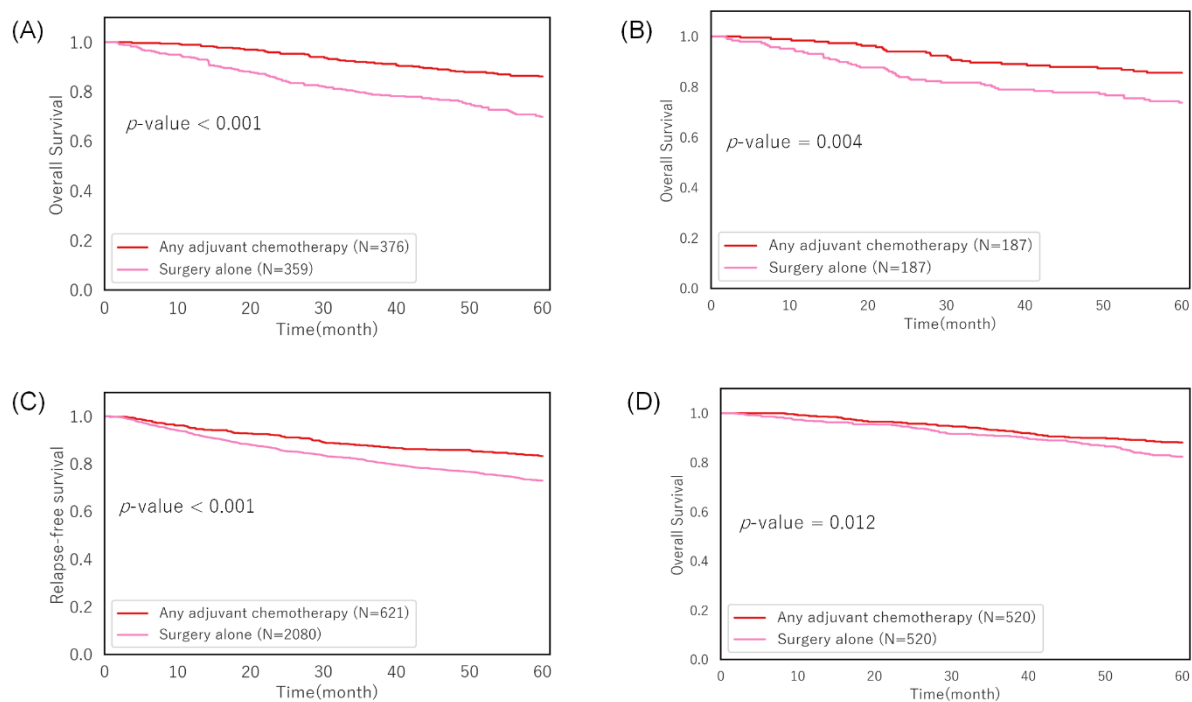 (A)
Overall Survival
1.0
0.8
0.6
0.4
0.2
0.0
p-value < 0.001
Any adjuvant chemotherapy (N=376)
Surgery alone (N=359)
0 10 20 30 40 50 60
Time(month)
(B)
Overall Survival
1.0
0.8
0.6
0.4
0.2
0.0
p-value = 0.004
Any adjuvant chemotherapy (N=187)
Surgery alone (N=187)
0 10 20 30 40 50 60
Time(month)
(C)
Relapse-free survival
1.0
0.8
0.6
0.4
0.2
0.0
p-value < 0.001
Any adjuvant chemotherapy (N=621)
Surgery alone (N=2080)
0 10 20 30 40 50 60
Time(month)
(D)
Overall Survival
1.0
0.8
0.6
0.4
0.2
0.0
p-value = 0.012
Any adjuvant chemotherapy (N=520)
Surgery alone (N=520)
0 10 20 30 40 50 60
Time(month)